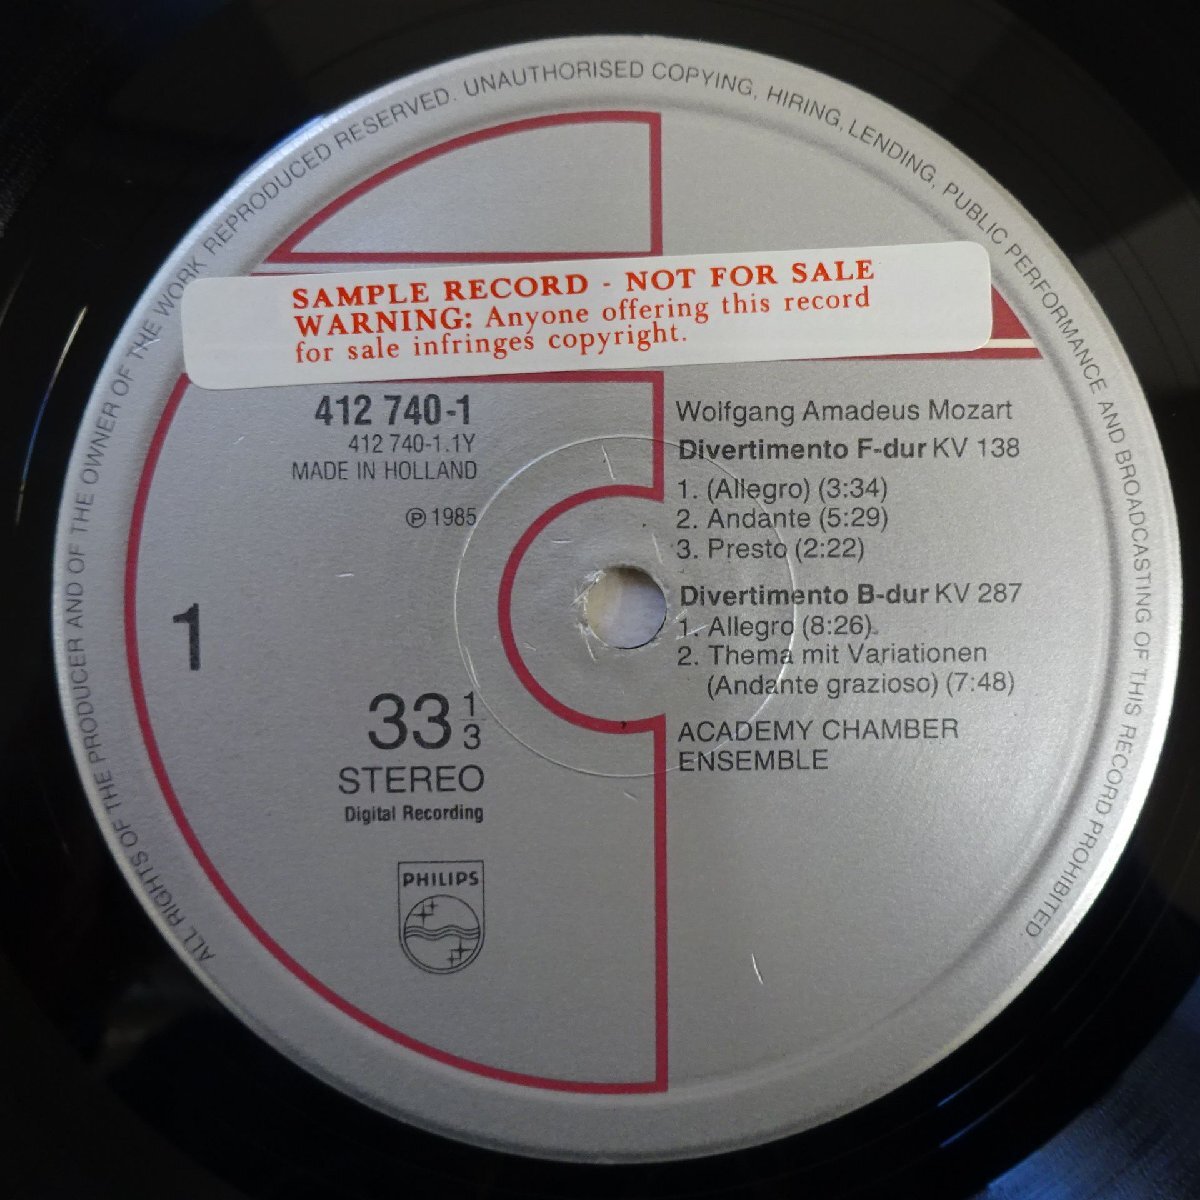 ALL RIGHTS OF THE PRODUCER AND OF THE OWNER OF THE WORK REPRODUCED RESERVED. UNAUTHORISED COPYING, HIRING, LENDING, PUBLIC PERFORMANCE AND BROADCASTING OF THIS RECORD PROHIBITED
SAMPLE RECORD - NOT FOR SALE
WARNING: Anyone offering this record
for sale infringes copyright.
412 740-1
412 740-1.1Y
MADE IN HOLLAND
℗ 1985
1
33 1/3
STEREO
Digital Recording
PHILIPS
Wolfgang Amadeus Mozart
Divertimento F-dur KV 138
1. (Allegro) (3:34)
2. Andante (5:29)
3. Presto (2:22)
Divertimento B-dur KV 287
1. Allegro (8:26)
2. Thema mit Variationen
(Andante grazioso) (7:48)
ACADEMY CHAMBER
ENSEMBLE